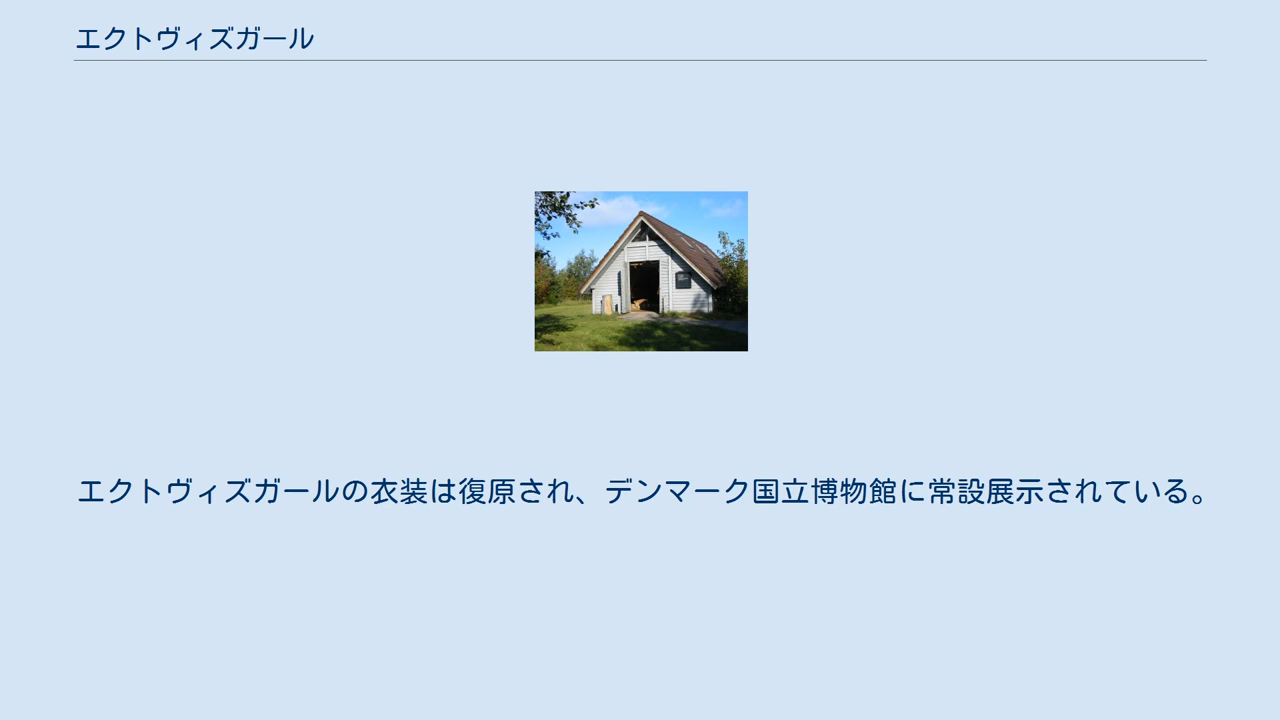 エクトヴィズガール
エクトヴィズガールの衣装は復原され、デンマーク国立博物館に常設展示されている。